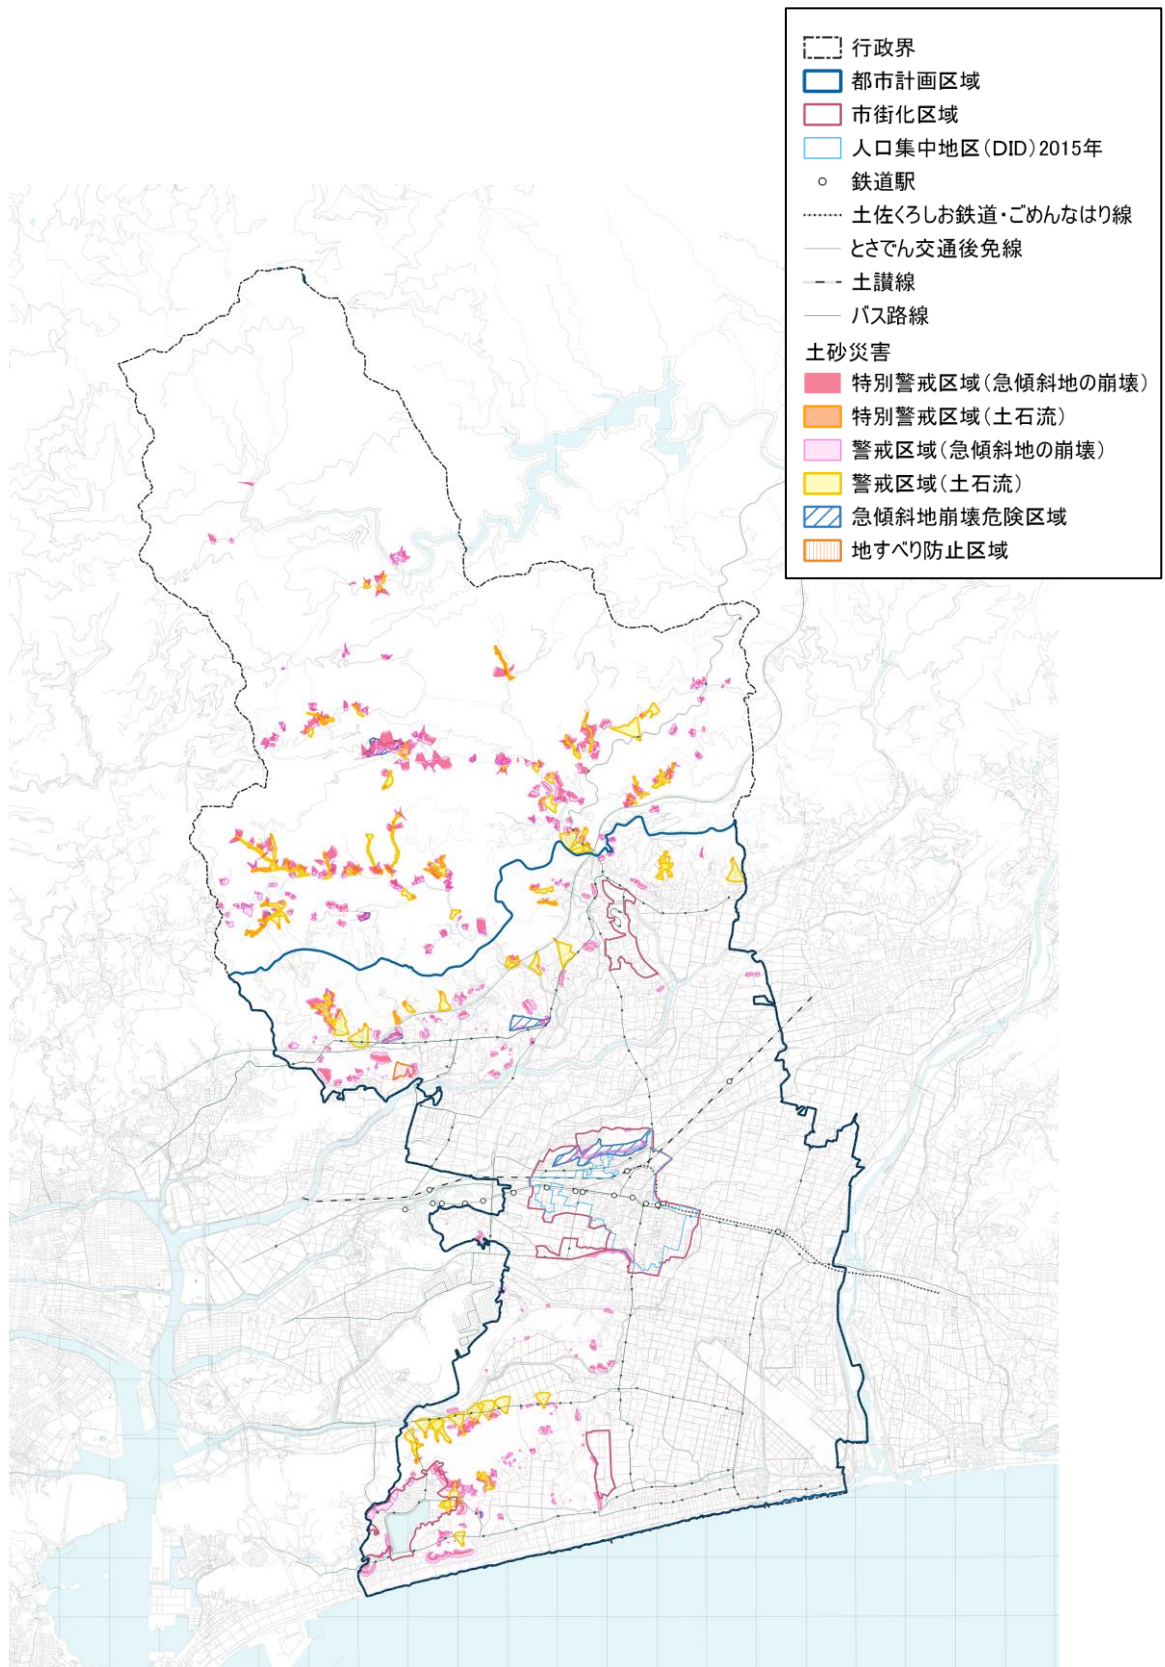 行政界
都市計画区域
市街化区域
人口集中地区(DID)2015年
鉄道駅
土佐くろしお鉄道・ごめんなはり線
とさでん交通後免線
土讃線
バス路線
土砂災害
特別警戒区域(急傾斜地の崩壊)
特別警戒区域(土石流)
警戒区域(急傾斜地の崩壊)
警戒区域(土石流)
急傾斜地崩壊危険区域
地すべり防止区域